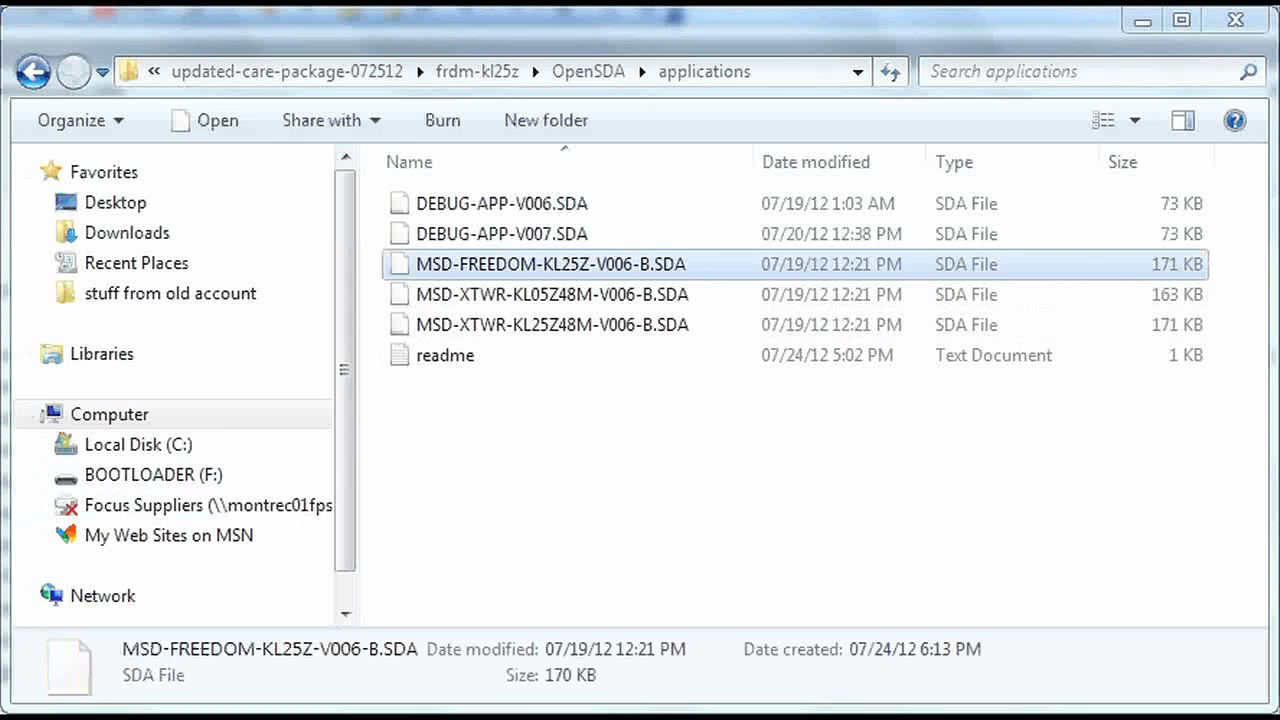 « updated-care-package-072512 frdm-kl25z OpenSDA applications Search applications
Organize Open Share with Burn New folder
Name Date modified Type Size
Favorites
Desktop
Downloads
Recent Places
stuff from old account
Libraries
Computer
Local Disk (C:)
BOOTLOADER (F:)
Focus Suppliers (\\montrec01fps
My Web Sites on MSN
Network
DEBUG-APP-V006.SDA 07/19/12 1:03 AM SDA File 73 KB
DEBUG-APP-V007.SDA 07/20/12 12:38 PM SDA File 73 KB
MSD-FREEDOM-KL25Z-V006-B.SDA 07/19/12 12:21 PM SDA File 171 KB
MSD-XTWR-KL05Z48M-V006-B.SDA 07/19/12 12:21 PM SDA File 163 KB
MSD-XTWR-KL25Z48M-V006-B.SDA 07/19/12 12:21 PM SDA File 171 KB
readme 07/24/12 5:02 PM Text Document 1 KB
MSD-FREEDOM-KL25Z-V006-B.SDA Date modified: 07/19/12 12:21 PM Date created: 07/24/12 6:13 PM
SDA File Size: 170 KB